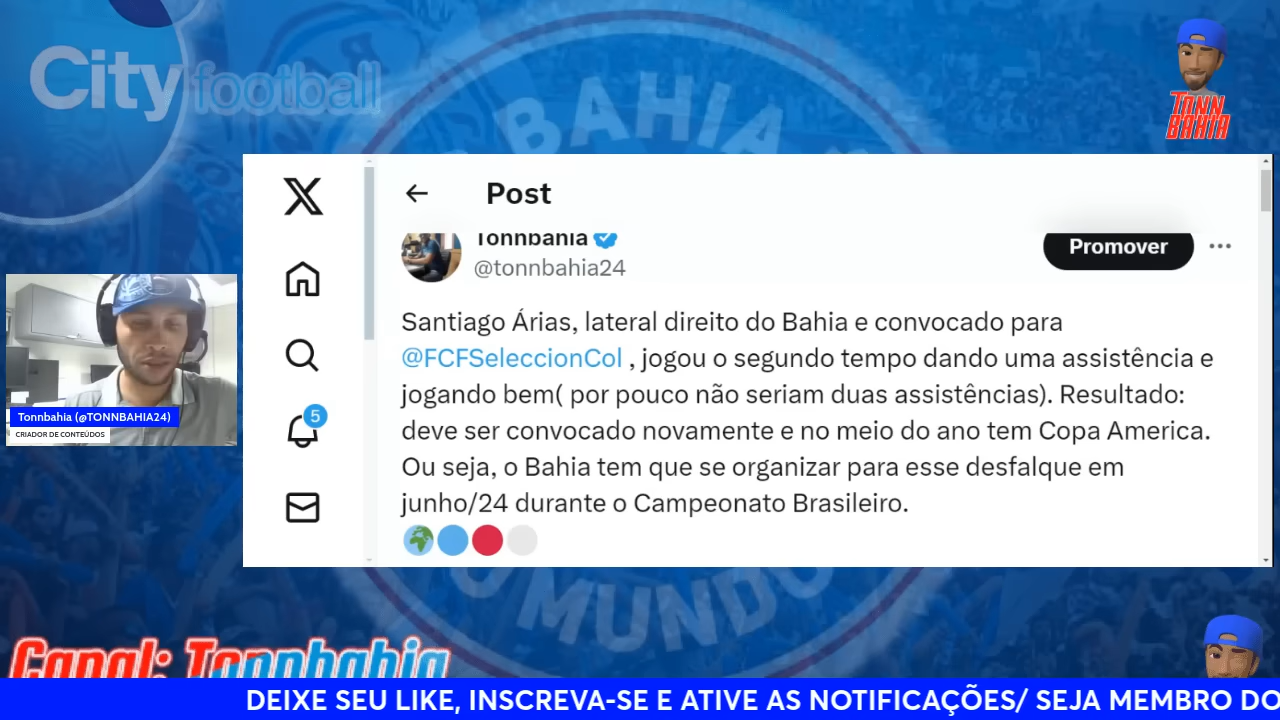 City football
BAHIA
TONN
BAHIA
Post
Tonnbahia
@tonnbahia24
Promover
Santiago Árias, lateral direito do Bahia e convocado para
@FCFSeleccionCol , jogou o segundo tempo dando uma assistência e
jogando bem( por pouco não seriam duas assistências). Resultado:
deve ser convocado novamente e no meio do ano tem Copa America.
Ou seja, o Bahia tem que se organizar para esse desfalque em
junho/24 durante o Campeonato Brasileiro.
5
Tonnbahia (@TONNBAHIA24)
CRIADOR DE CONTEÚDOS
O MUNDO
Canal: Tonnbahia
DEIXE SEU LIKE, INSCREVA-SE E ATIVE AS NOTIFICAÇÕES/ SEJA MEMBRO DO